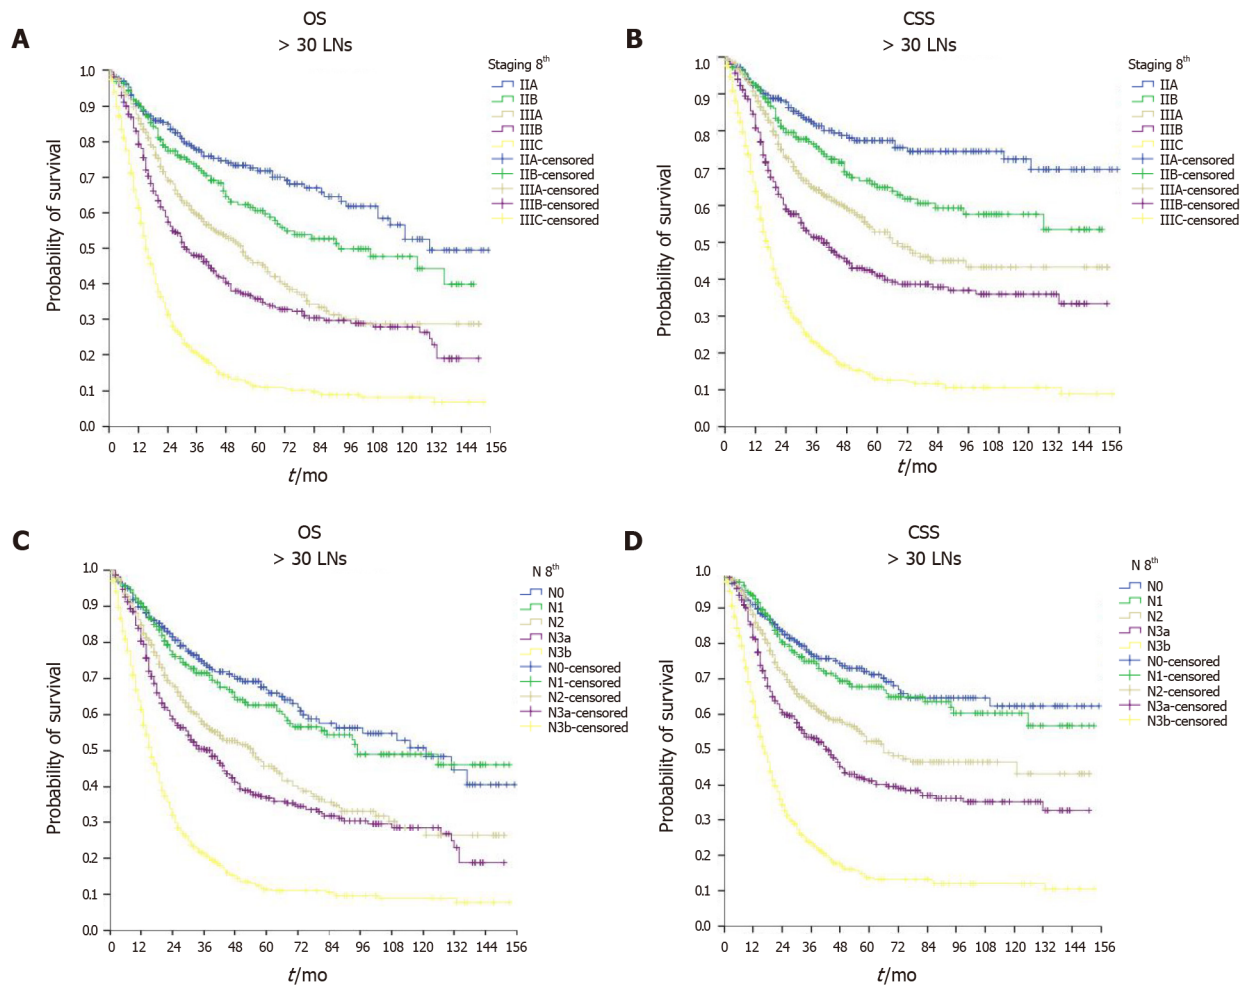 A
OS
> 30 LNs
Staging 8th
IIA
IIB
IIIA
IIIB
IIIC
IIA-censored
IIB-censored
IIIA-censored
IIIB-censored
IIIC-censored
Probability of survival
1.0
0.9
0.8
0.7
0.6
0.5
0.4
0.3
0.2
0.1
0.0
0 12 24 36 48 60 72 84 96 108 120 132 144 156
t/mo
B
CSS
> 30 LNs
Staging 8th
IIA
IIB
IIIA
IIIB
IIIC
IIA-censored
IIB-censored
IIIA-censored
IIIB-censored
IIIC-censored
Probability of survival
1.0
0.9
0.8
0.7
0.6
0.5
0.4
0.3
0.2
0.1
0.0
0 12 24 36 48 60 72 84 96 108 120 132 144 156
t/mo
C
OS
> 30 LNs
N 8th
N0
N1
N2
N3a
N3b
N0-censored
N1-censored
N2-censored
N3a-censored
N3b-censored
Probability of survival
1.0
0.9
0.8
0.7
0.6
0.5
0.4
0.3
0.2
0.1
0.0
0 12 24 36 48 60 72 84 96 108 120 132 144 156
t/mo
D
CSS
> 30 LNs
N 8th
N0
N1
N2
N3a
N3b
N0-censored
N1-censored
N2-censored
N3a-censored
N3b-censored
Probability of survival
1.0
0.9
0.8
0.7
0.6
0.5
0.4
0.3
0.2
0.1
0.0
0 12 24 36 48 60 72 84 96 108 120 132 144 156
t/mo